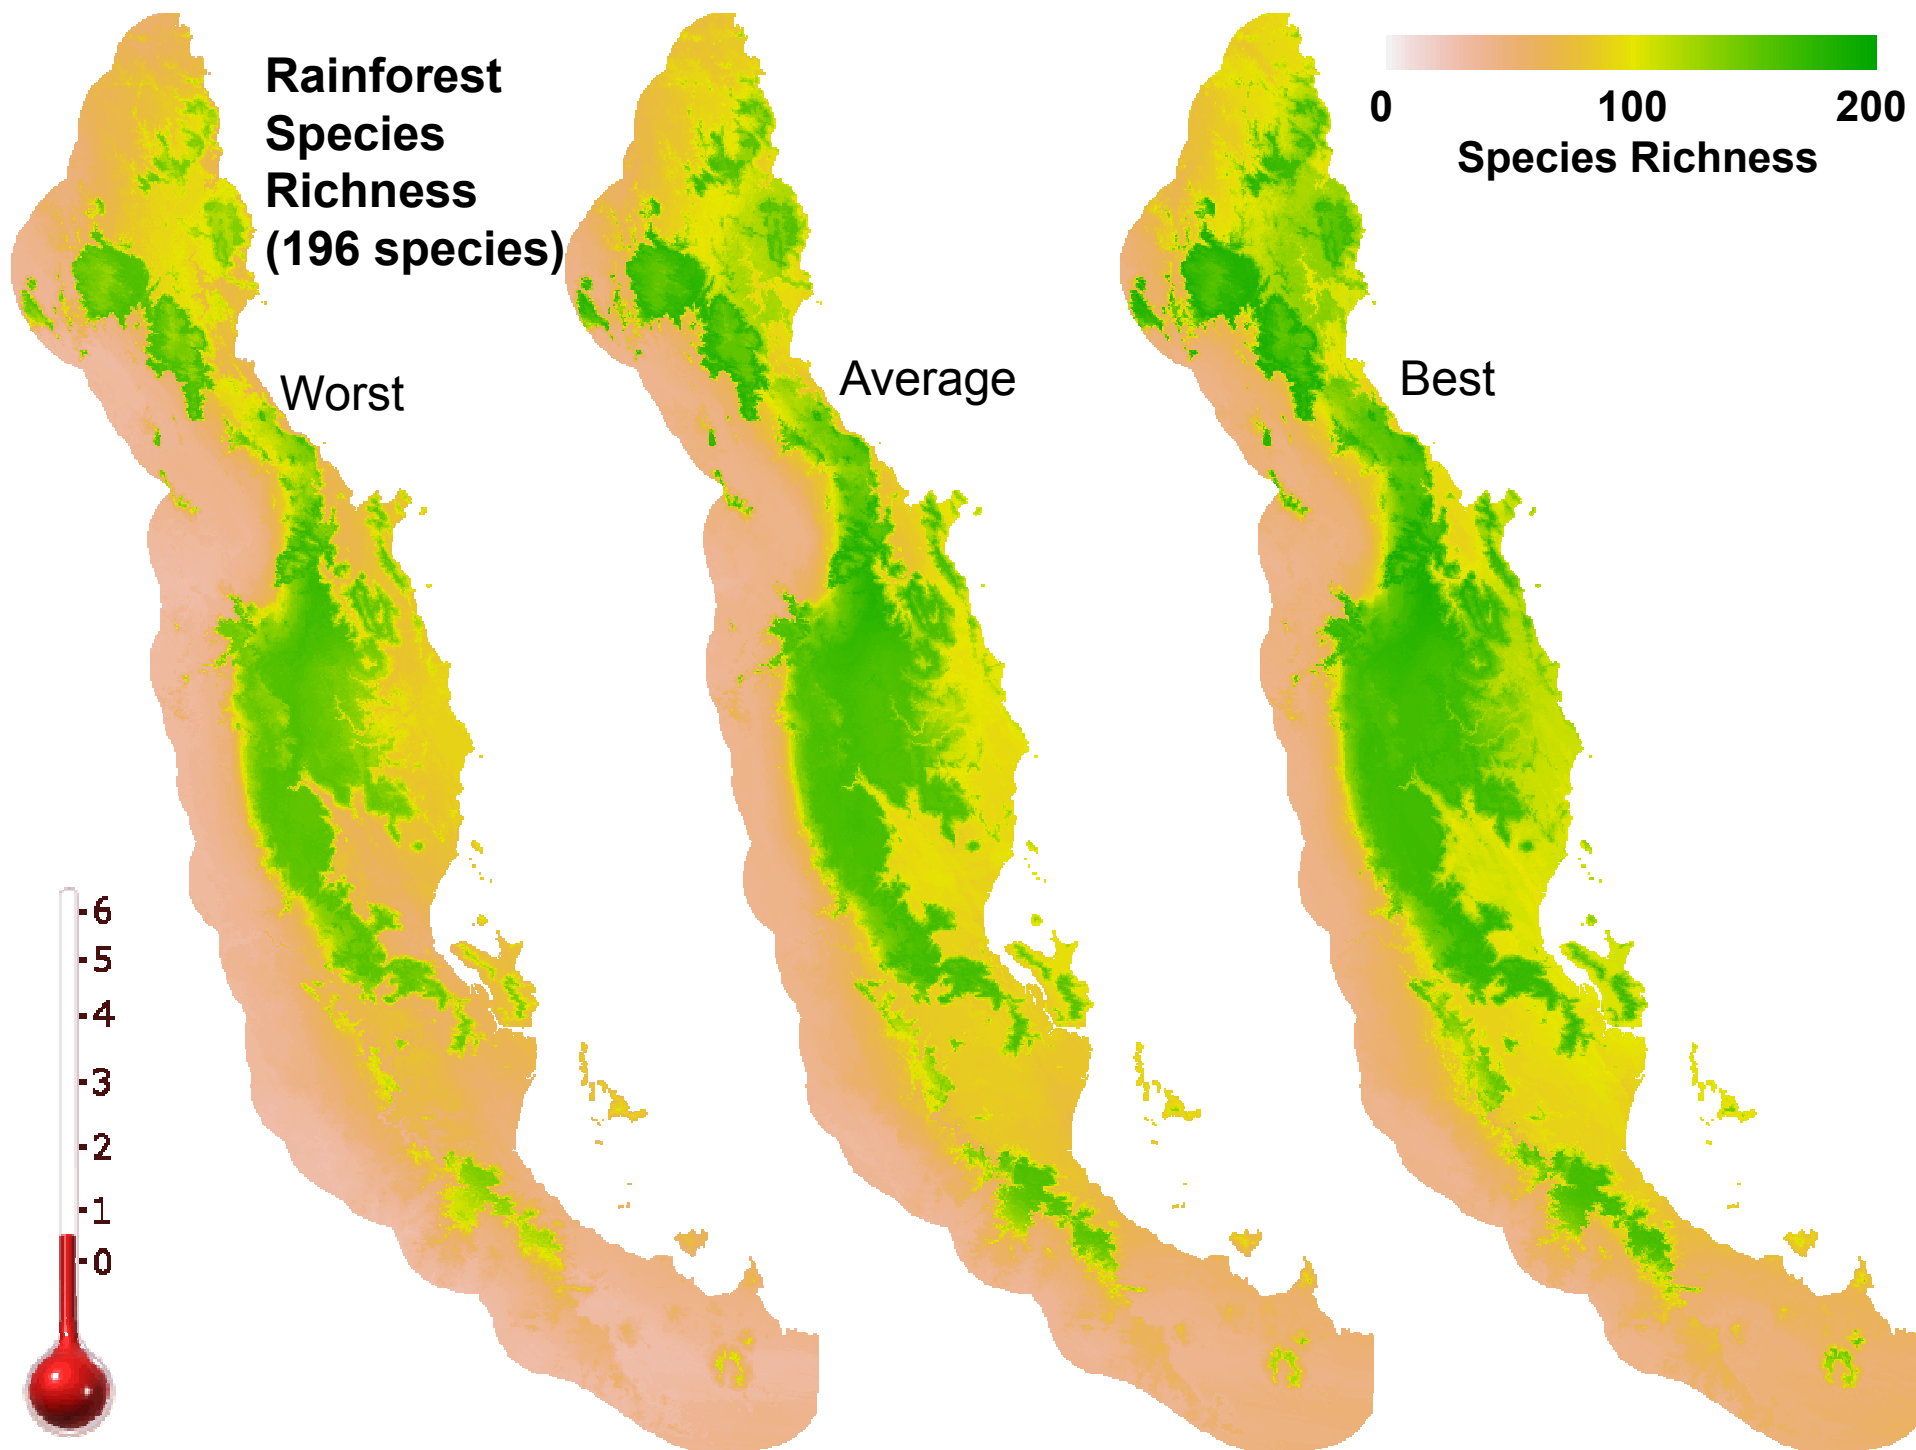 Rainforest
Species
Richness
(196 species)
0 100 200
Species Richness
Worst
Average
Best
6
5
4
3
2
1
0